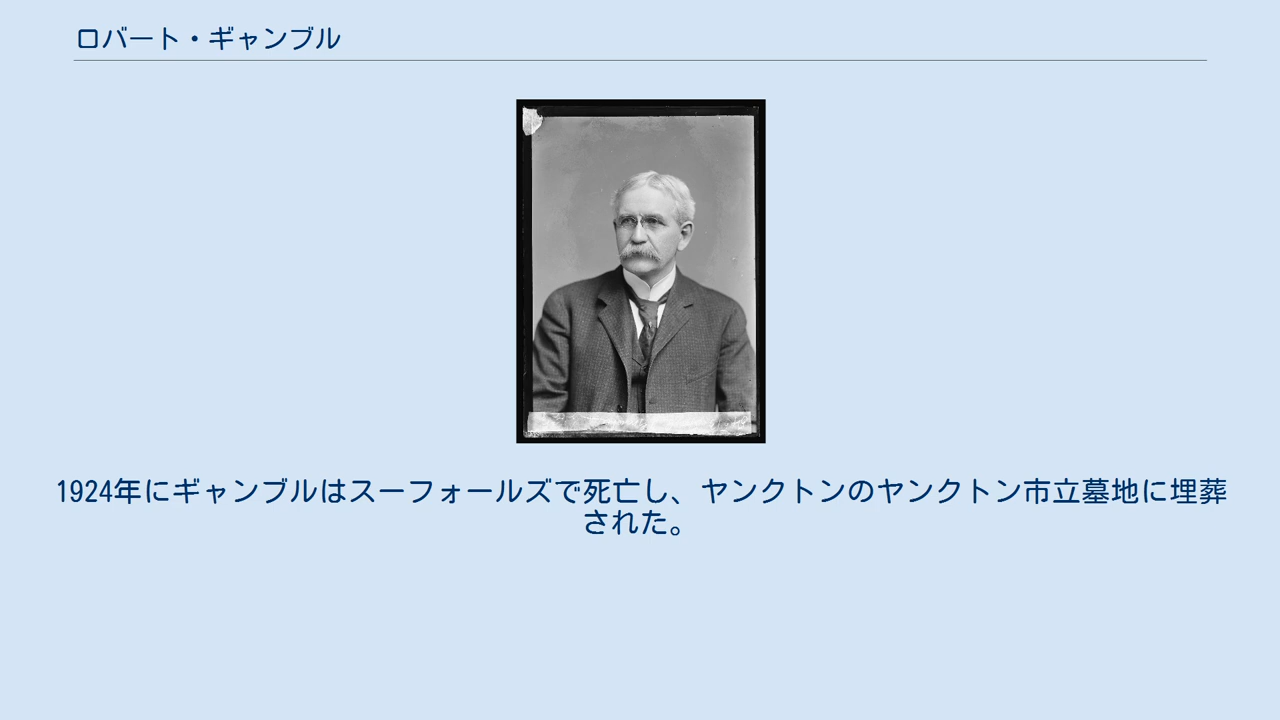 ロバート・ギャンブル
1924年にギャンブルはスーフォールズで死亡し、ヤンクトンのヤンクトン市立墓地に埋葬
された。